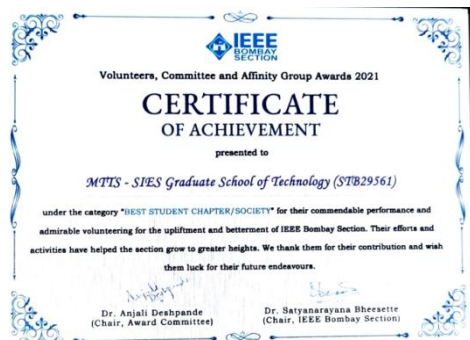 IEEE
BOMBAY
SECTION
Volunteers, Committee and Affinity Group Awards 2021
CERTIFICATE
OF ACHIEVEMENT
presented to
MTTS - SIES Graduate School of Technology (STB29561)
under the category "BEST STUDENT CHAPTER/SOCIETY" for their commendable performance and
admirable volunteering for the upliftment and betterment of IEEE Bombay Section. Their efforts and
activities have helped the section grow to greater heights. We thank them for their contribution and wish
them luck for their future endeavours.
Dr. Anjali Deshpande
(Chair, Award Committee)
Dr. Satyanarayana Bheesette
(Chair, IEEE Bombay Section)